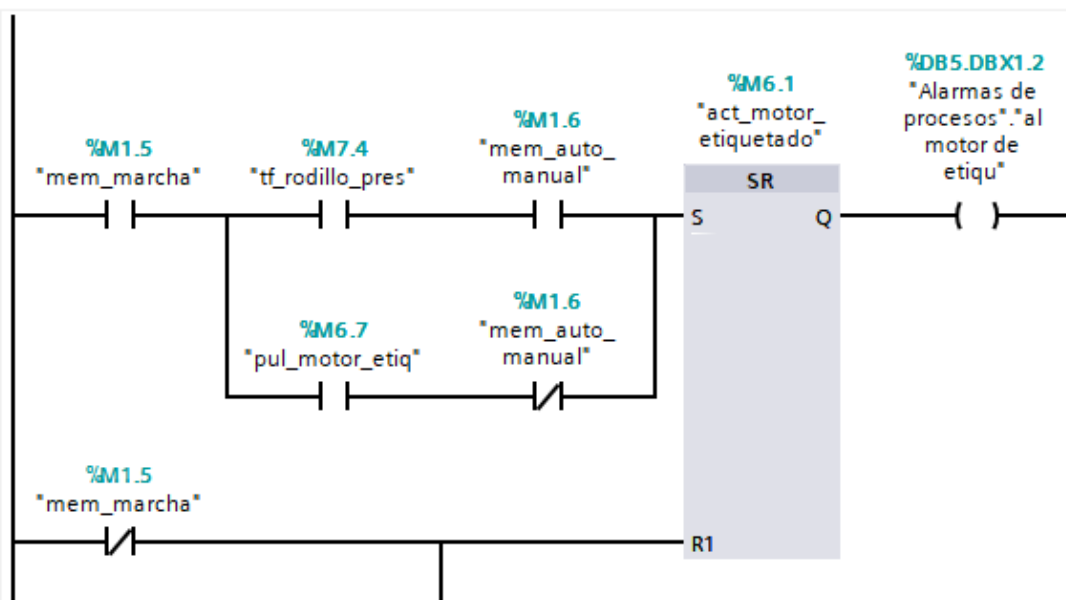 %DB5.DBX1.2
"Alarmas de
procesos"."al
motor de
etiqu"
%M6.1
"act_motor_
etiquetado"
%M1.6
"mem_auto_
manual"
%M1.5
"mem_marcha"
%M7.4
"tf_rodillo_pres"
SR
S
Q
%M1.6
"mem_auto_
manual"
%M6.7
"pul_motor_etiq"
%M1.5
"mem_marcha"
R1